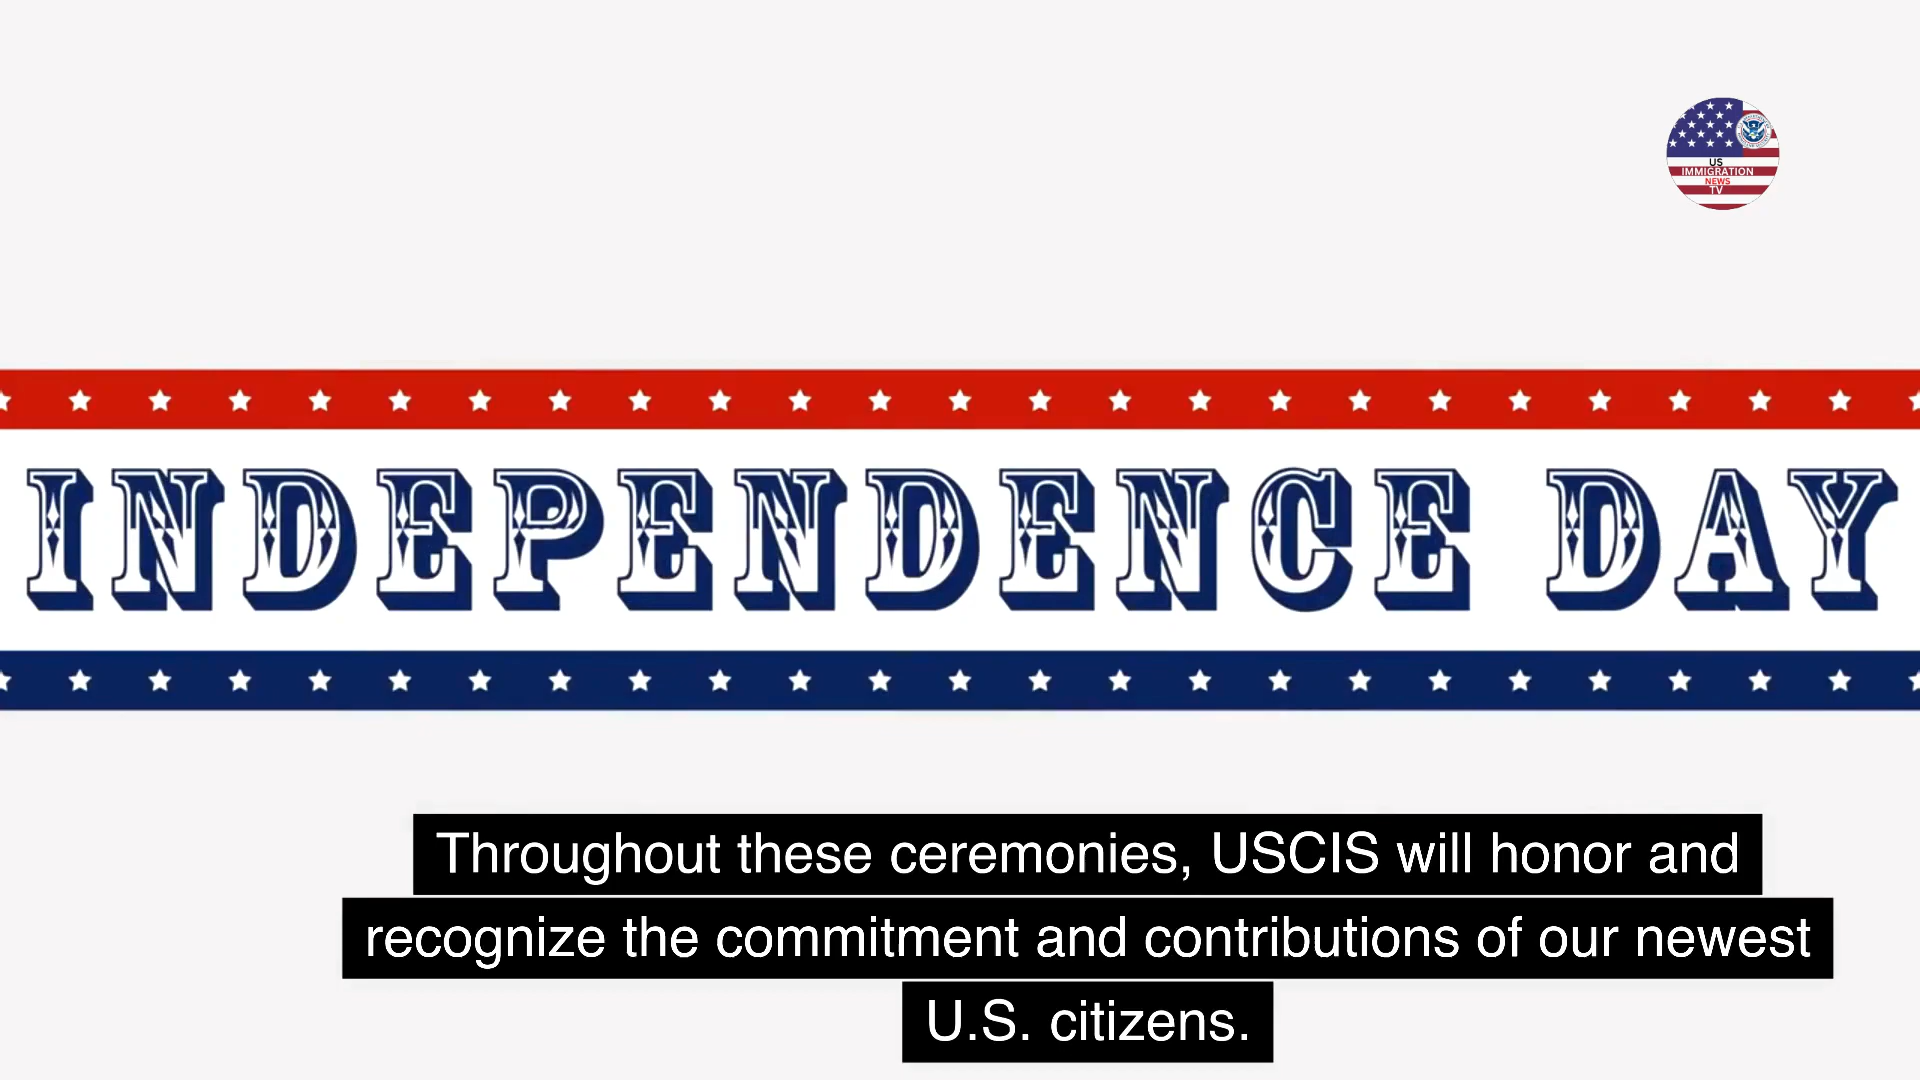 US
IMMIGRATION
NEWS
TV
INDEPENDENCE DAY
Throughout these ceremonies, USCIS will honor and
recognize the commitment and contributions of our newest
U.S. citizens.